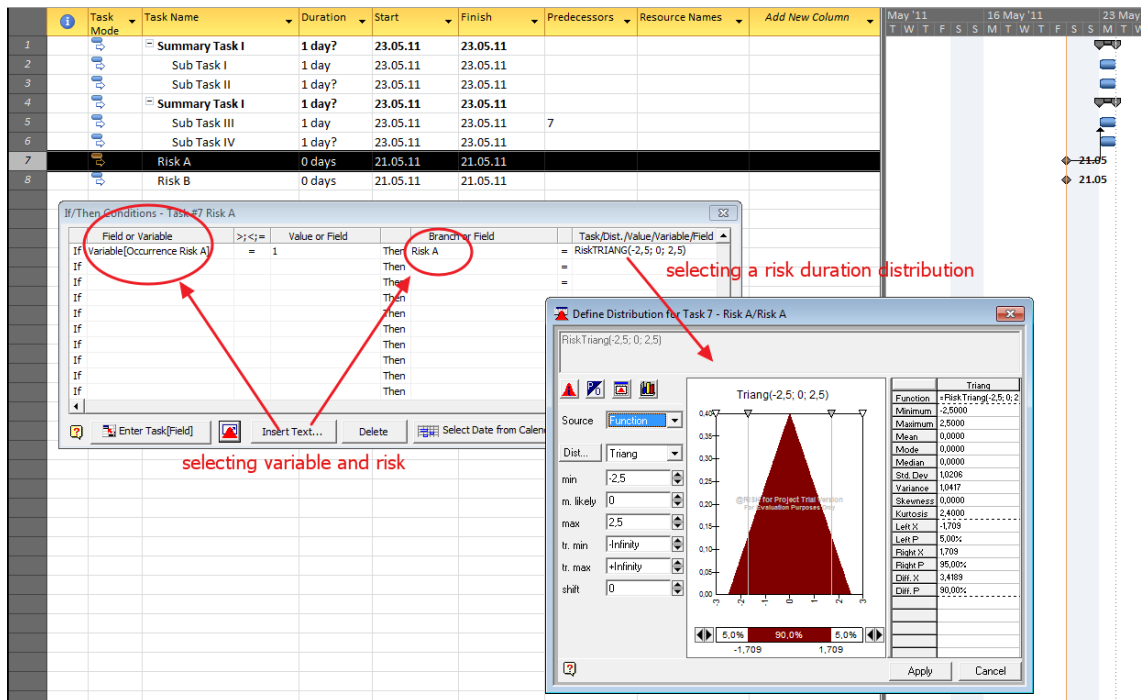 Task Mode Task Name Duration Start Finish Predecessors Resource Names Add New Column May '11 16 May '11 23 May
T W T F S S M T W T F S S M T W
1 Summary Task I 1 day? 23.05.11 23.05.11
2 Sub Task I 1 day 23.05.11 23.05.11
3 Sub Task II 1 day? 23.05.11 23.05.11
4 Summary Task I 1 day? 23.05.11 23.05.11
5 Sub Task III 1 day 23.05.11 23.05.11 7
6 Sub Task IV 1 day? 23.05.11 23.05.11
7 Risk A 0 days 21.05.11 21.05.11 21.05
8 Risk B 0 days 21.05.11 21.05.11 21.05
If/Then Conditions - Task #7 Risk A
Field or Variable >;<;= Value or Field Branch or Field Task/Dist./Value/Variable/Field
If Variable[Occurrence Risk A] = 1 Then Risk A = RiskTRIANG(-2,5; 0; 2,5)
If Then =
If Then =
If Then
If Then
If Then
If Then
If Then
If Then
If Then
Enter Task[Field] Insert Text... Delete Select Date from Calen
selecting variable and risk
selecting a risk duration distribution
Define Distribution for Task 7 - Risk A/Risk A
RiskTriang(-2,5; 0; 2,5)
Source Function
Dist... Triang
min -2,5
m. likely 0
max 2,5
tr. min -Infinity
tr. max +Infinity
shift 0
Triang(-2,5; 0; 2,5)
0,40
0,35
0,30
0,25
0,20
0,15
0,10
0,05
0,00
-3 -2 -1 0 1 2 3
@RISK for Project Trial Version
For Evaluation Purposes Only
5,0% 90,0% 5,0%
-1,709 1,709
Triang
Function =RiskTriang(-2,5; 0; 2
Minimum -2,5000
Maximum 2,5000
Mean 0,0000
Mode 0,0000
Median 0,0000
Std. Dev 1,0206
Variance 1,0417
Skewness 0,0000
Kurtosis 2,4000
Left X -1,709
Left P 5,00%
Right X 1,709
Right P 95,00%
Diff. X 3,4189
Diff. P 90,00%
Apply Cancel